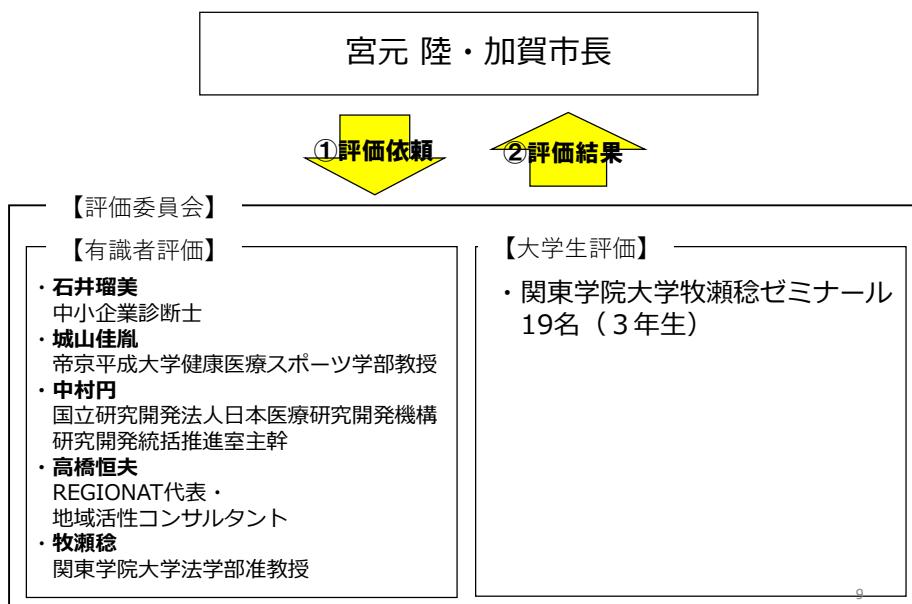 宮元 陸・加賀市長
①評価依頼
②評価結果
【評価委員会】
【有識者評価】
・石井瑠美
中小企業診断士
・城山佳胤
帝京平成大学健康医療スポーツ学部教授
・中村円
国立研究開発法人日本医療研究開発機構
研究開発統括推進室主幹
・高橋恒夫
REGIONAT代表・
地域活性コンサルタント
・牧瀬稔
関東学院大学法学部准教授
【大学生評価】
・関東学院大学牧瀬稔ゼミナール
19名（３年生）
9